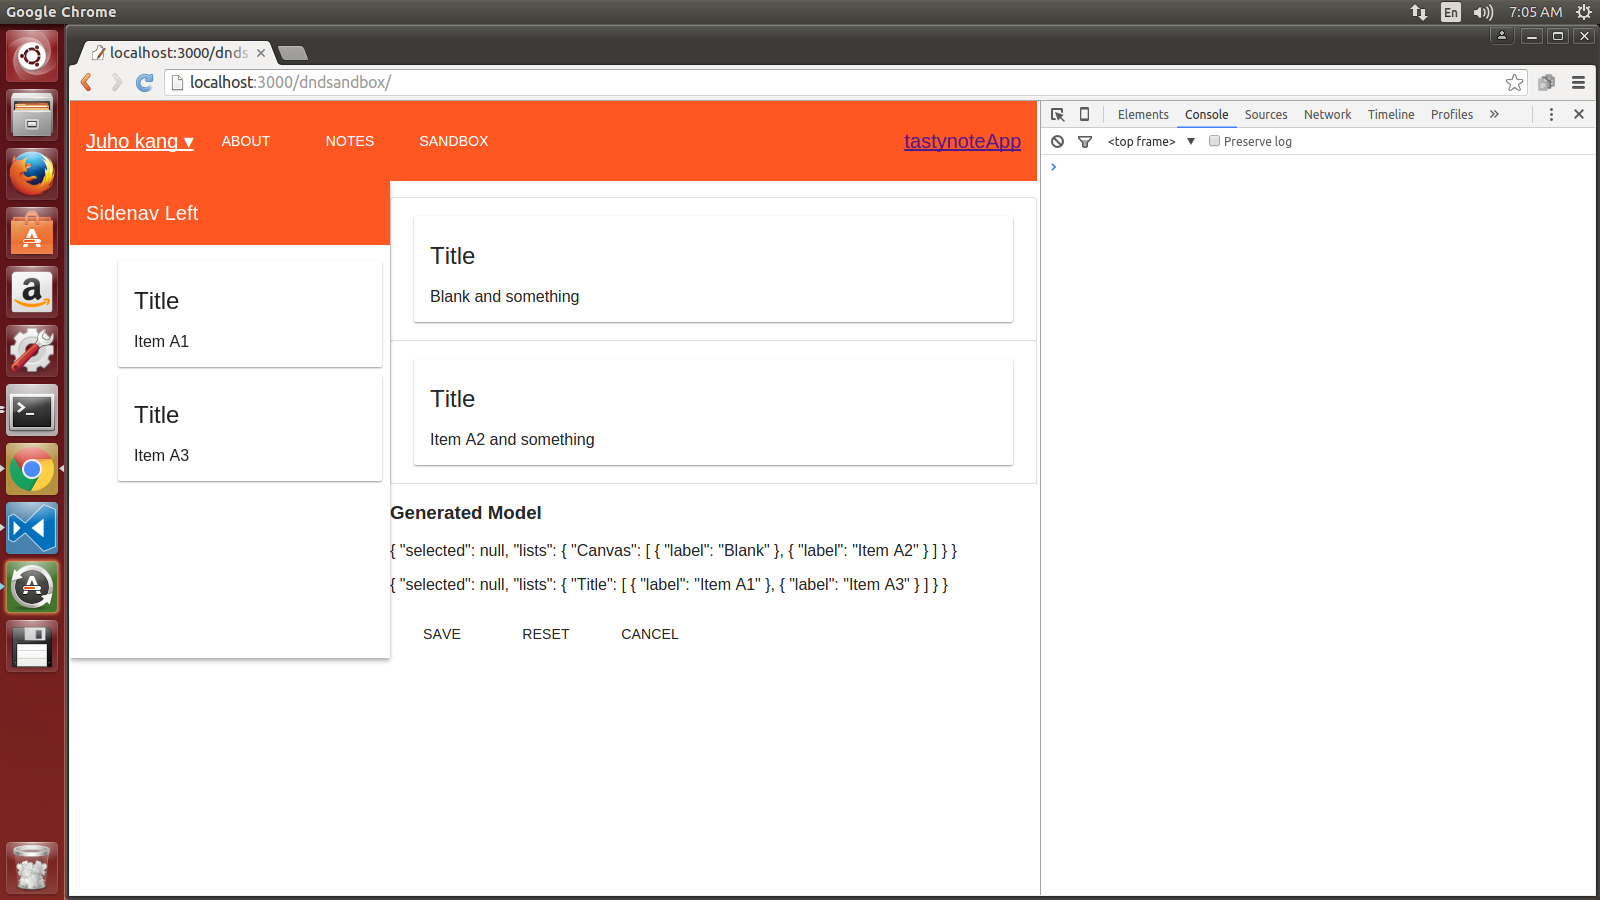 Google Chrome
En
7:05 AM
localhost:3000/dnds
localhost:3000/dndsandbox/
Juho kang ▾
ABOUT
NOTES
SANDBOX
tastynoteApp
Elements
Console
Sources
Network
Timeline
Profiles
»
<top frame> ▼
Preserve log
>
Sidenav Left
Title
Item A1
Title
Item A3
Title
Blank and something
Title
Item A2 and something
Generated Model
{ "selected": null, "lists": { "Canvas": [ { "label": "Blank" }, { "label": "Item A2" } ] } }
{ "selected": null, "lists": { "Title": [ { "label": "Item A1" }, { "label": "Item A3" } ] } }
SAVE
RESET
CANCEL